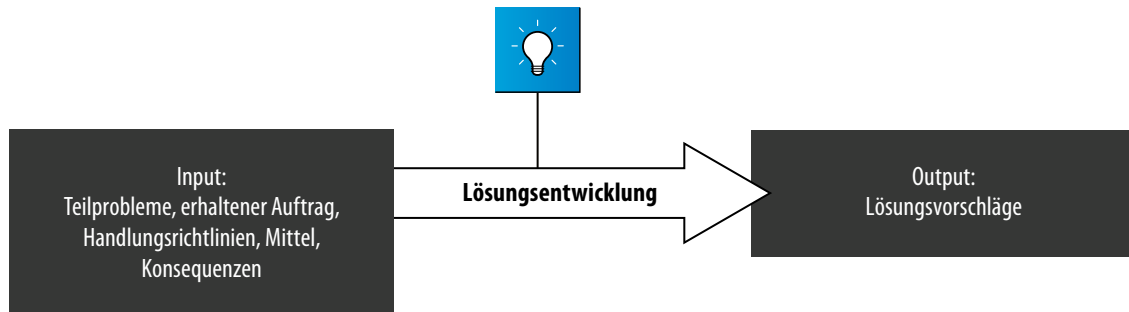 Input:
Teilprobleme, erhaltener Auftrag,
Handlungsrichtlinien, Mittel,
Konsequenzen
Lösungsentwicklung
Output:
Lösungsvorschläge